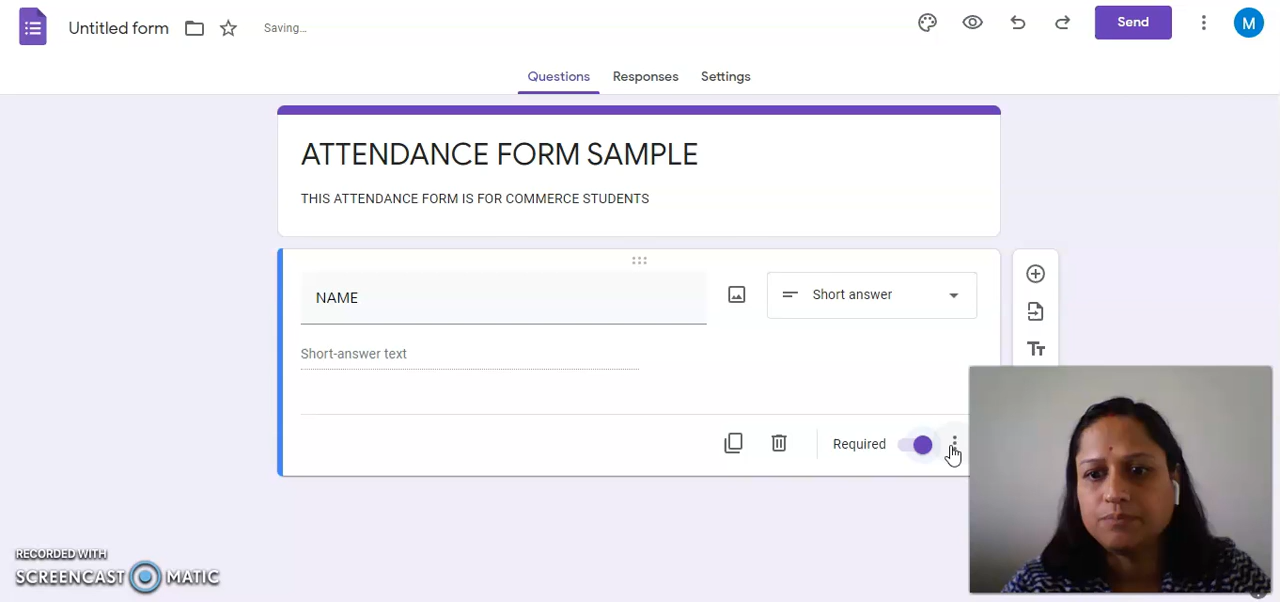 Untitled form
Saving...
Send
M
Questions
Responses
Settings
ATTENDANCE FORM SAMPLE
THIS ATTENDANCE FORM IS FOR COMMERCE STUDENTS
NAME
Short answer
Short-answer text
Tт
Required
RECORDED WITH
SCREENCAST MATIC